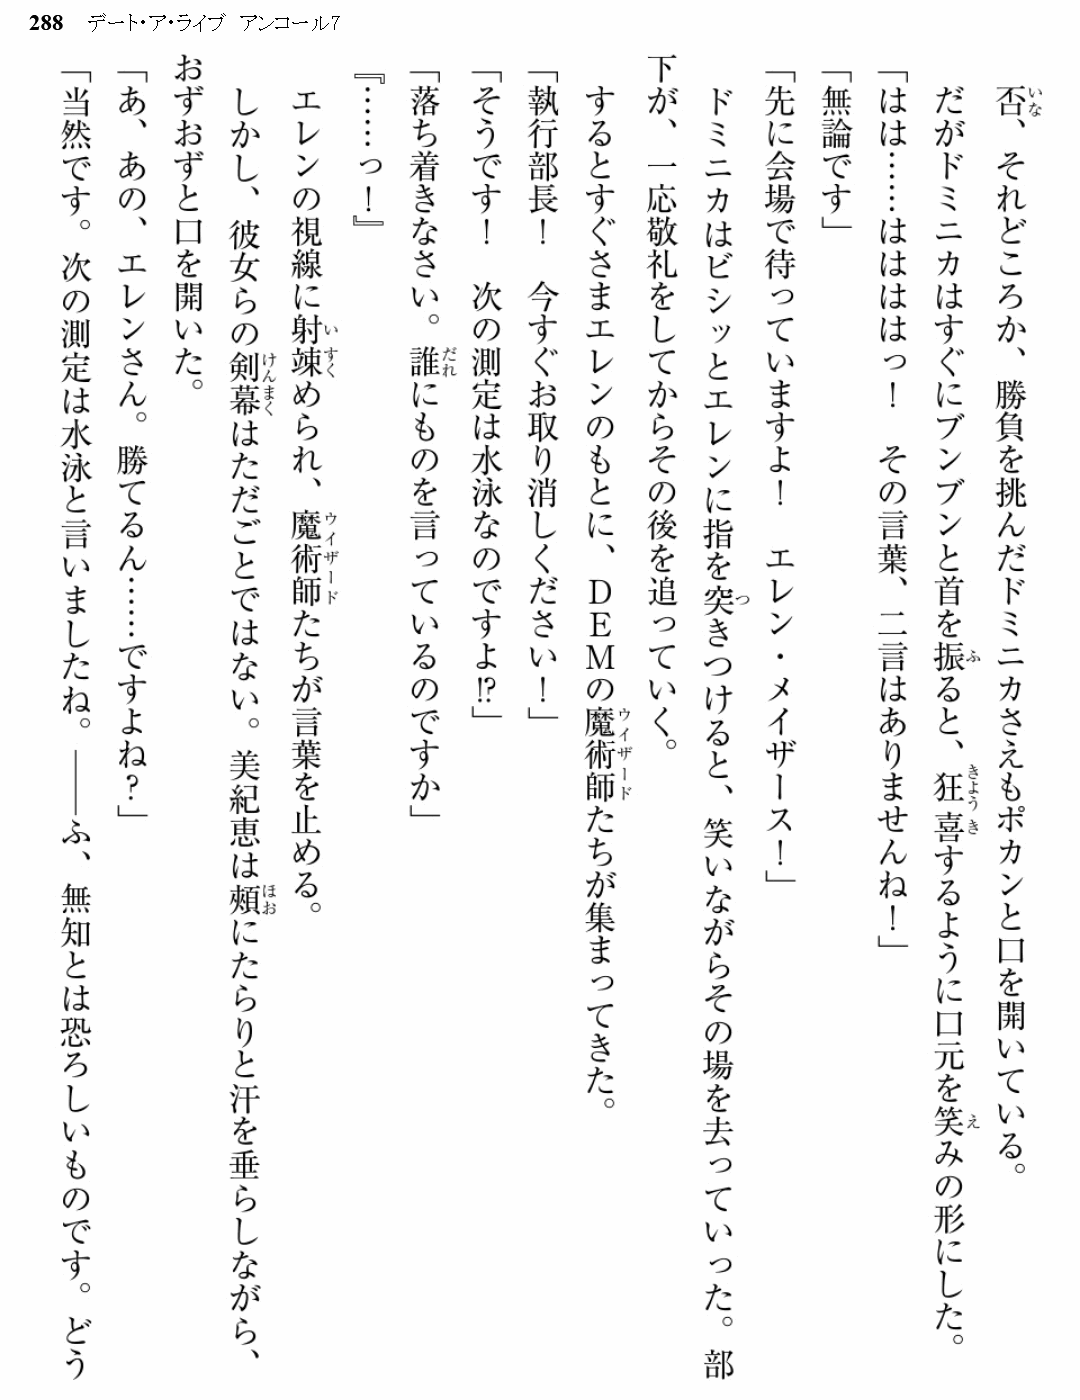 288 デート・ア・ライブ アンコール7
否、それどころか、勝負を挑んだドミニカさえもポカンと口を開いている。
だがドミニカはすぐにブンブンと首を振ると、狂喜するように口元を笑みの形にした。
「はは……はははっ！　その言葉、二言はありませんね！」
「無論です」
「先に会場で待っていますよ！　エレン・メイザース！」
ドミニカはビシッとエレンに指を突きつけると、笑いながらその場を去っていった。部
下が、一応敬礼をしてからその後を追っていく。
するとすぐさまエレンのもとに、ＤＥＭの魔術師たちが集まってきた。
「執行部長！　今すぐお取り消しください！」
「そうです！　次の測定は水泳なのですよ⁉」
「落ち着きなさい。誰にものを言っているのですか」
『……っ！』
エレンの視線に射竦められ、魔術師たちが言葉を止める。
しかし、彼女らの剣幕はただごとではない。美紀恵は頰にたらりと汗を垂らしながら、
おずおずと口を開いた。
「あ、あの、エレンさん。勝てるん……ですよね？」
「当然です。次の測定は水泳と言いましたね。――ふ、無知とは恐ろしいものです。どう